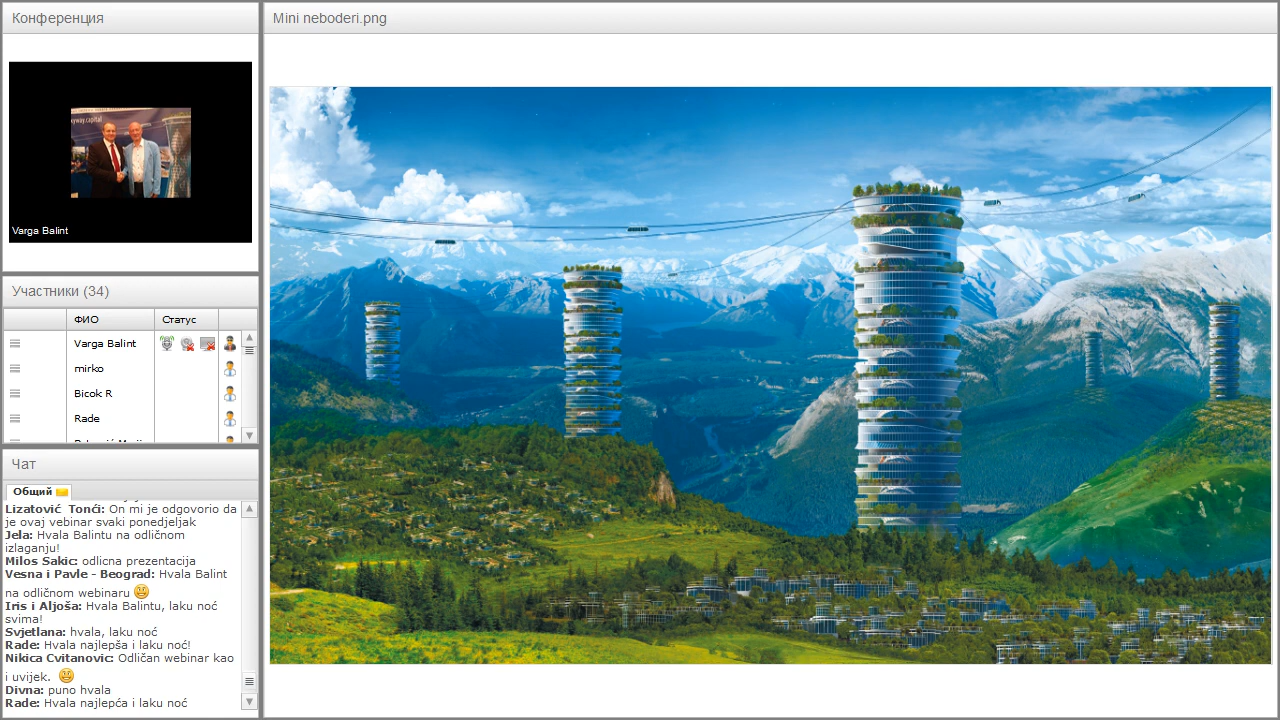 Конференция
Varga Balint
Участники (34)
ФИО Статус
Varga Balint
mirko
Bicok R
Rade
Чат
Общий
Lizatović Tonći: On mi je odgovorio da
je ovaj vebinar svaki ponedjeljak
Jela: Hvala Balintu na odličnom
izlaganju!
Milos Sakic: odlicna prezentacija
Vesna i Pavle - Beograd: Hvala Balint
na odličnom webinaru
Iris i Aljoša: Hvala Balintu, laku noć
svima!
Svjetlana: hvala, laku noć
Rade: Hvala najlepša i laku noć!
Nikica Cvitanovic: Odličan webinar kao
i uvijek.
Divna: puno hvala
Rade: Hvala najlepća i laku noć
Mini neboderi.png